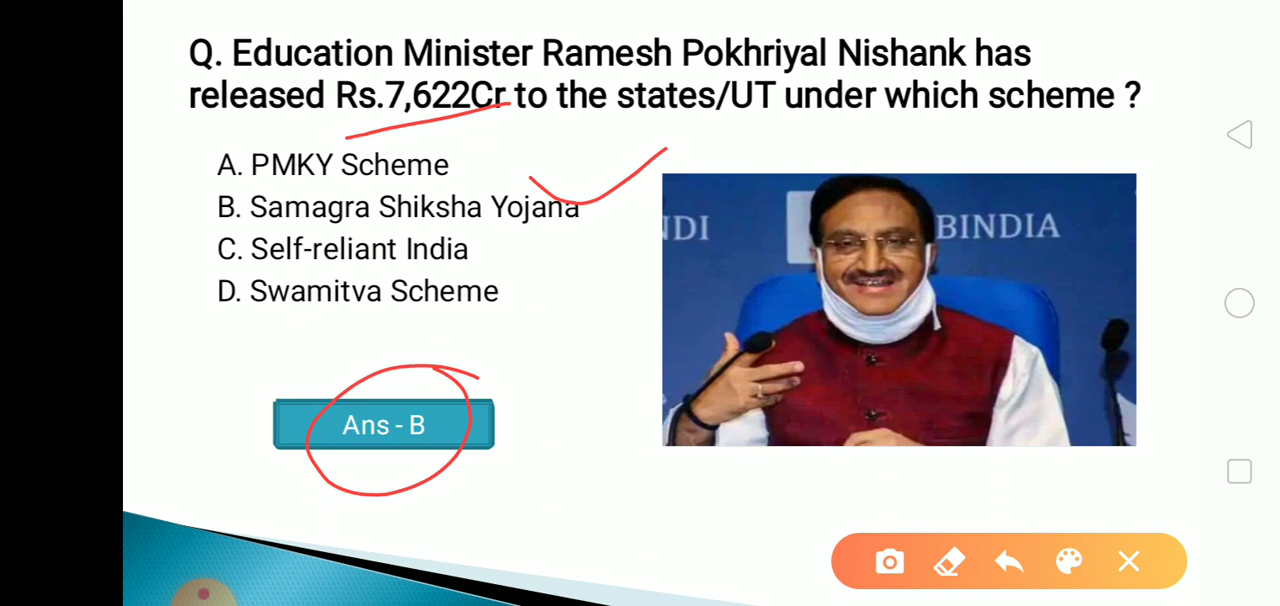 Q. Education Minister Ramesh Pokhriyal Nishank has
released Rs.7,622Cr to the states/UT under which scheme ?
A. PMKY Scheme
B. Samagra Shiksha Yojana
C. Self-reliant India
D. Swamitva Scheme
NDI
BINDIA
Ans - B